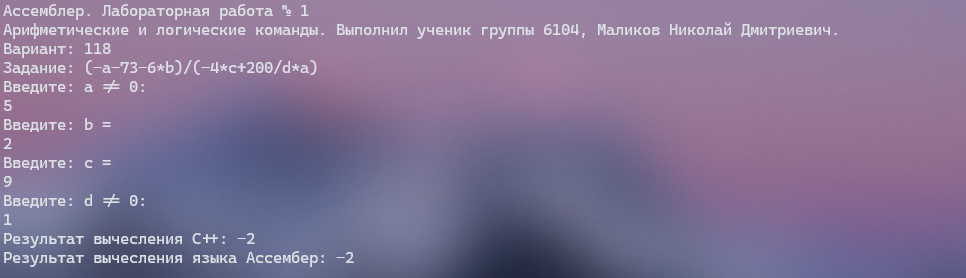 Ассемблер. Лабораторная работа № 1
Арифметические и логические команды. Выполнил ученик группы 6104, Маликов Николай Дмитриевич.
Вариант: 118
Задание: (-a-73-6*b)/(-4*c+200/d*a)
Введите: a ≠ 0:
5
Введите: b =
2
Введите: c =
9
Введите: d ≠ 0:
1
Результат вычесления C++: -2
Результат вычесления языка Ассембер: -2